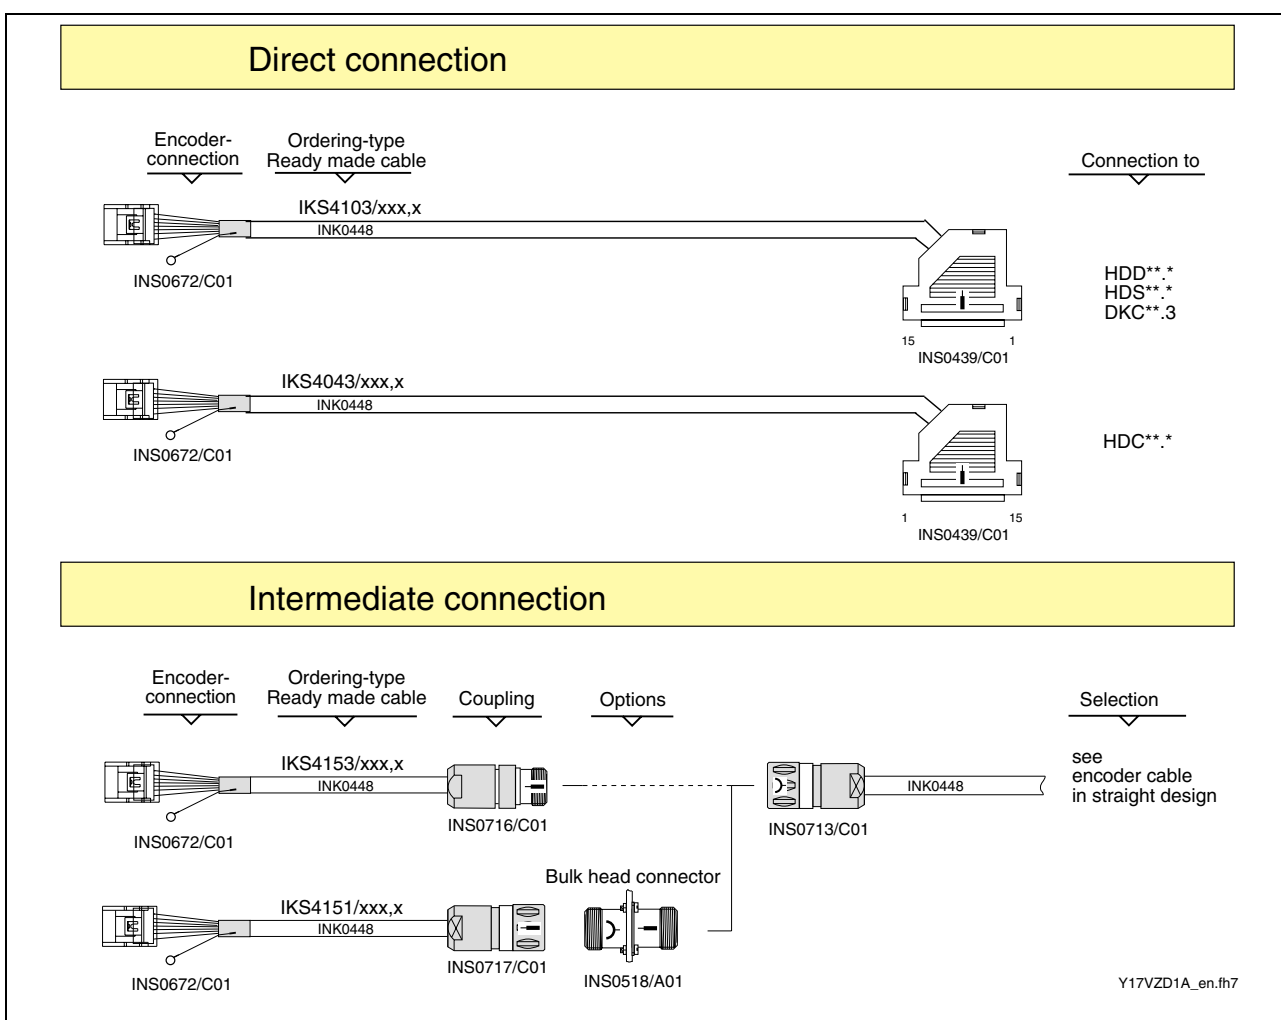 Direct connection
Encoder-
connection
Ordering-type
Ready made cable
Connection to
IKS4103/xxx,x
INK0448
INS0672/C01
HDD**.*
HDS**.*
DKC**.3
15
1
INS0439/C01
IKS4043/xxx,x
INK0448
INS0672/C01
HDC**.*
1
15
INS0439/C01
Intermediate connection
Encoder-
connection
Ordering-type
Ready made cable
Coupling
Options
Selection
IKS4153/xxx,x
INK0448
INS0672/C01
INS0716/C01
INK0448
INS0713/C01
see
encoder cable
in straight design
Bulk head connector
IKS4151/xxx,x
INK0448
INS0672/C01
INS0717/C01
INS0518/A01
Y17VZD1A_en.fh7